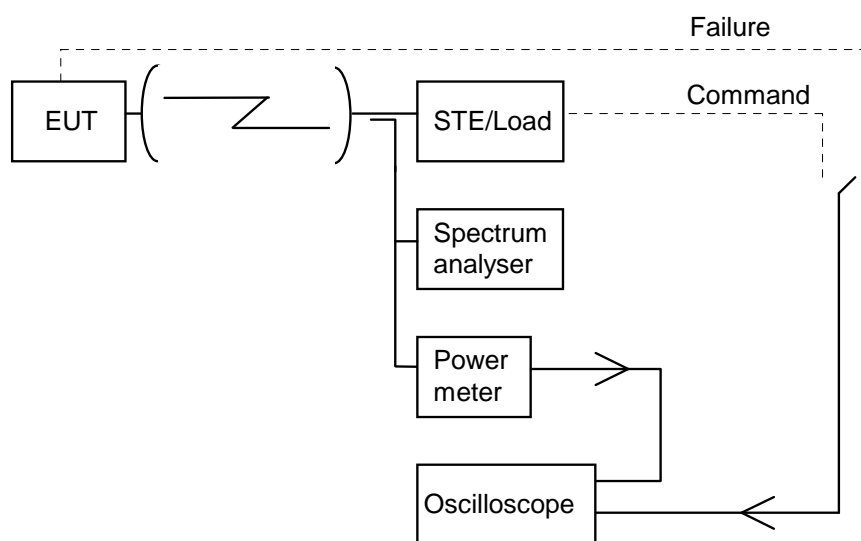 Failure
Command
EUT
STE/Load
Spectrum
analyser
Power
meter
Oscilloscope